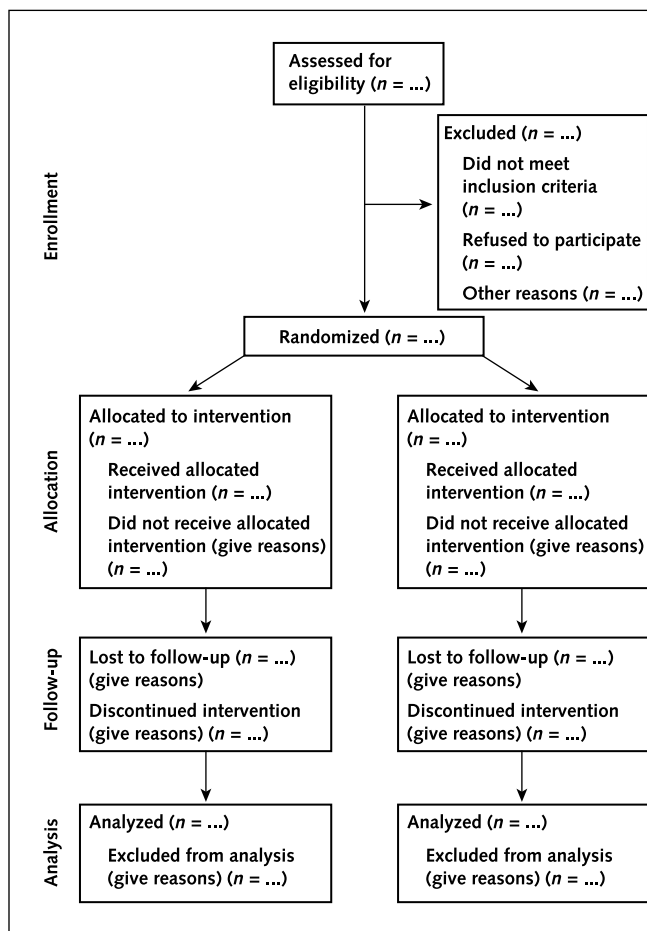 Assessed for
eligibility (n = ...)
Excluded (n = ...)
Did not meet
inclusion criteria
(n = ...)
Refused to participate
(n = ...)
Other reasons (n = ...)
Enrollment
Randomized (n = ...)
Allocation
Allocated to intervention
(n = ...)
Received allocated
intervention (n = ...)
Did not receive allocated
intervention (give reasons)
(n = ...)
Allocated to intervention
(n = ...)
Received allocated
intervention (n = ...)
Did not receive allocated
intervention (give reasons)
(n = ...)
Follow-up
Lost to follow-up (n = ...)
(give reasons)
Discontinued intervention
(give reasons) (n = ...)
Lost to follow-up (n = ...)
(give reasons)
Discontinued intervention
(give reasons) (n = ...)
Analysis
Analyzed (n = ...)
Excluded from analysis
(give reasons) (n = ...)
Analyzed (n = ...)
Excluded from analysis
(give reasons) (n = ...)